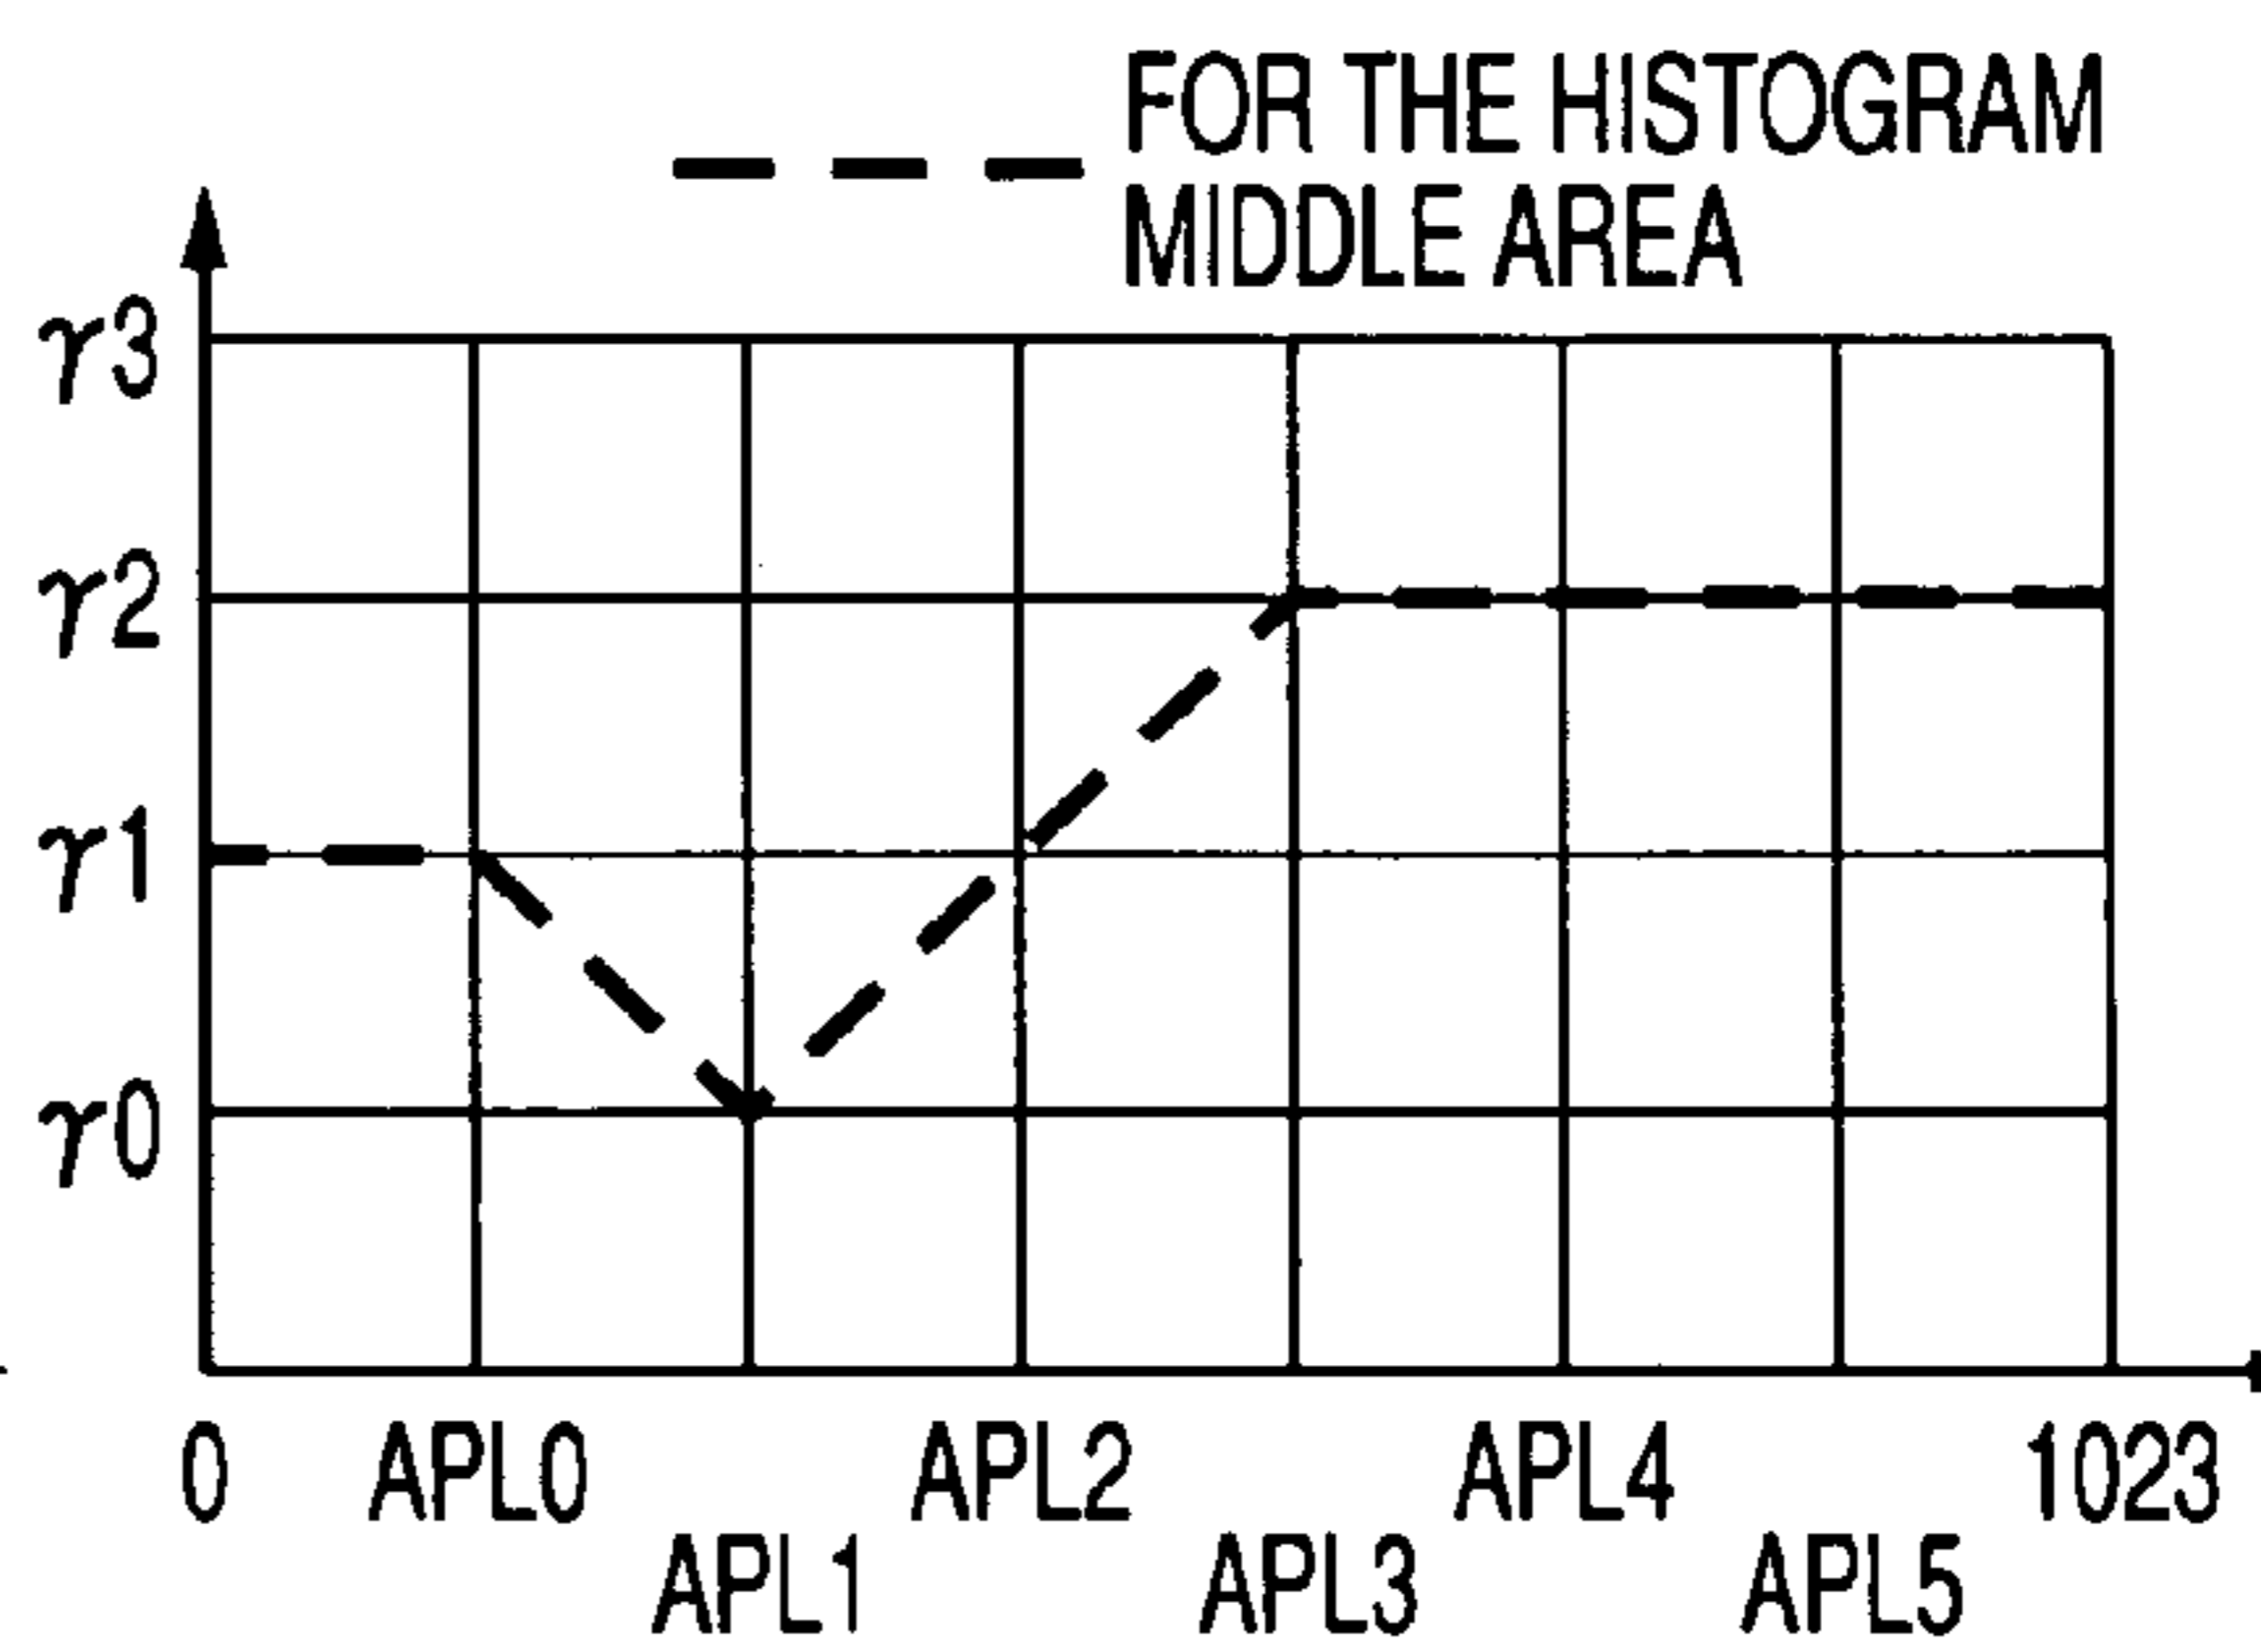 FOR THE HISTOGRAM
MIDDLE AREA
γ3
γ2
γ1
γ0
0 APL0 APL2 APL4 1023
APL1 APL3 APL5